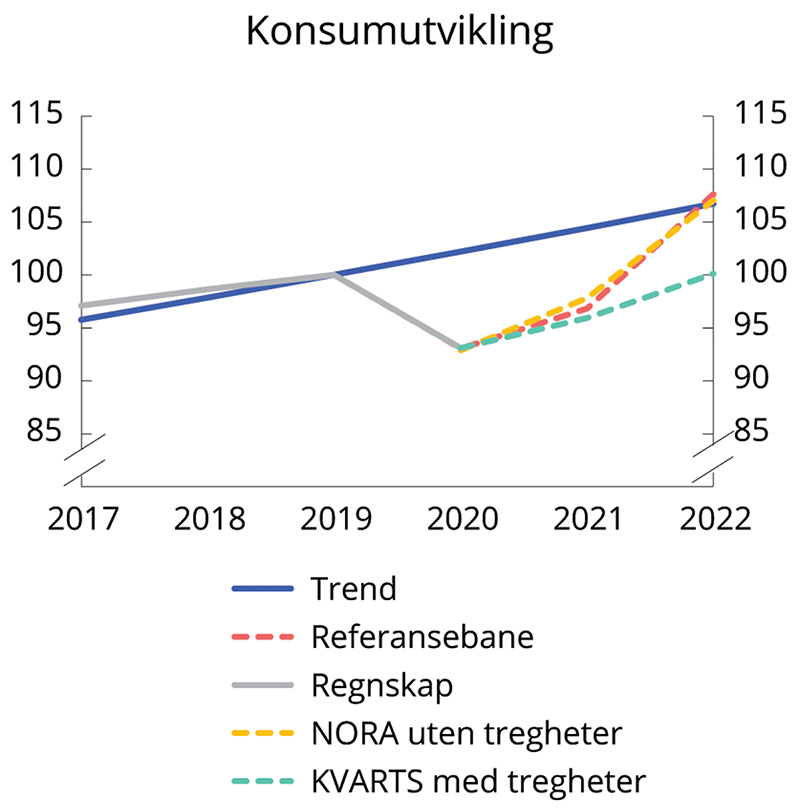 Konsumutvikling
115 115
110 110
105 105
100 100
95 95
90 90
85 85
2017 2018 2019 2020 2021 2022
Trend
Referansebane
Regnskap
NORA uten tregheter
KVARTS med tregheter